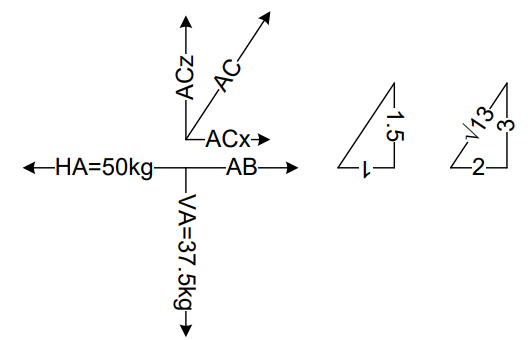 ACz
AC
ACx
HA=50kg
AB
VA=37.5kg
1.5
1
√13
3
2